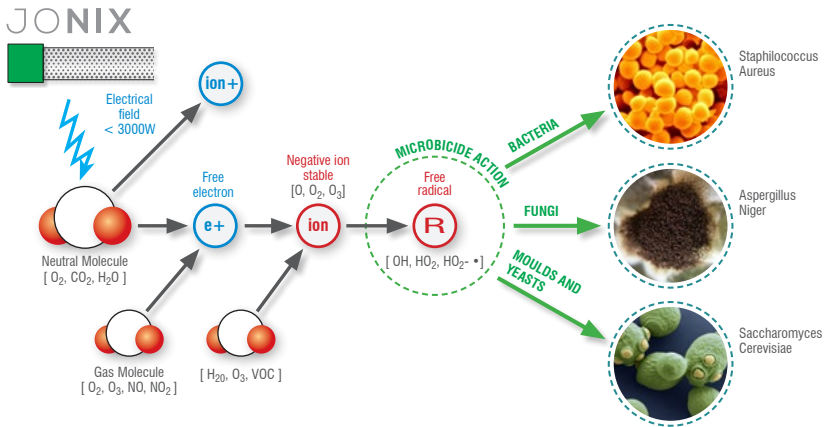 JONIX
Electrical
field
< 3000W
ion+
Negative ion
stable
[O, O₂, O₃]
Free
electron
e+
ion
MICROBICIDE ACTION
Free
radical
R
[ OH, HO₂, HO₂- •]
Neutral Molecule
[ O₂, CO₂, H₂O ]
Gas Molecule
[ O₂, O₃, NO, NO₂ ]
[ H₂₀, O₃, VOC ]
BACTERIA
FUNGI
MOULDS AND
YEASTS
Staphilococcus
Aureus
Aspergillus
Niger
Saccharomyces
Cerevisiae